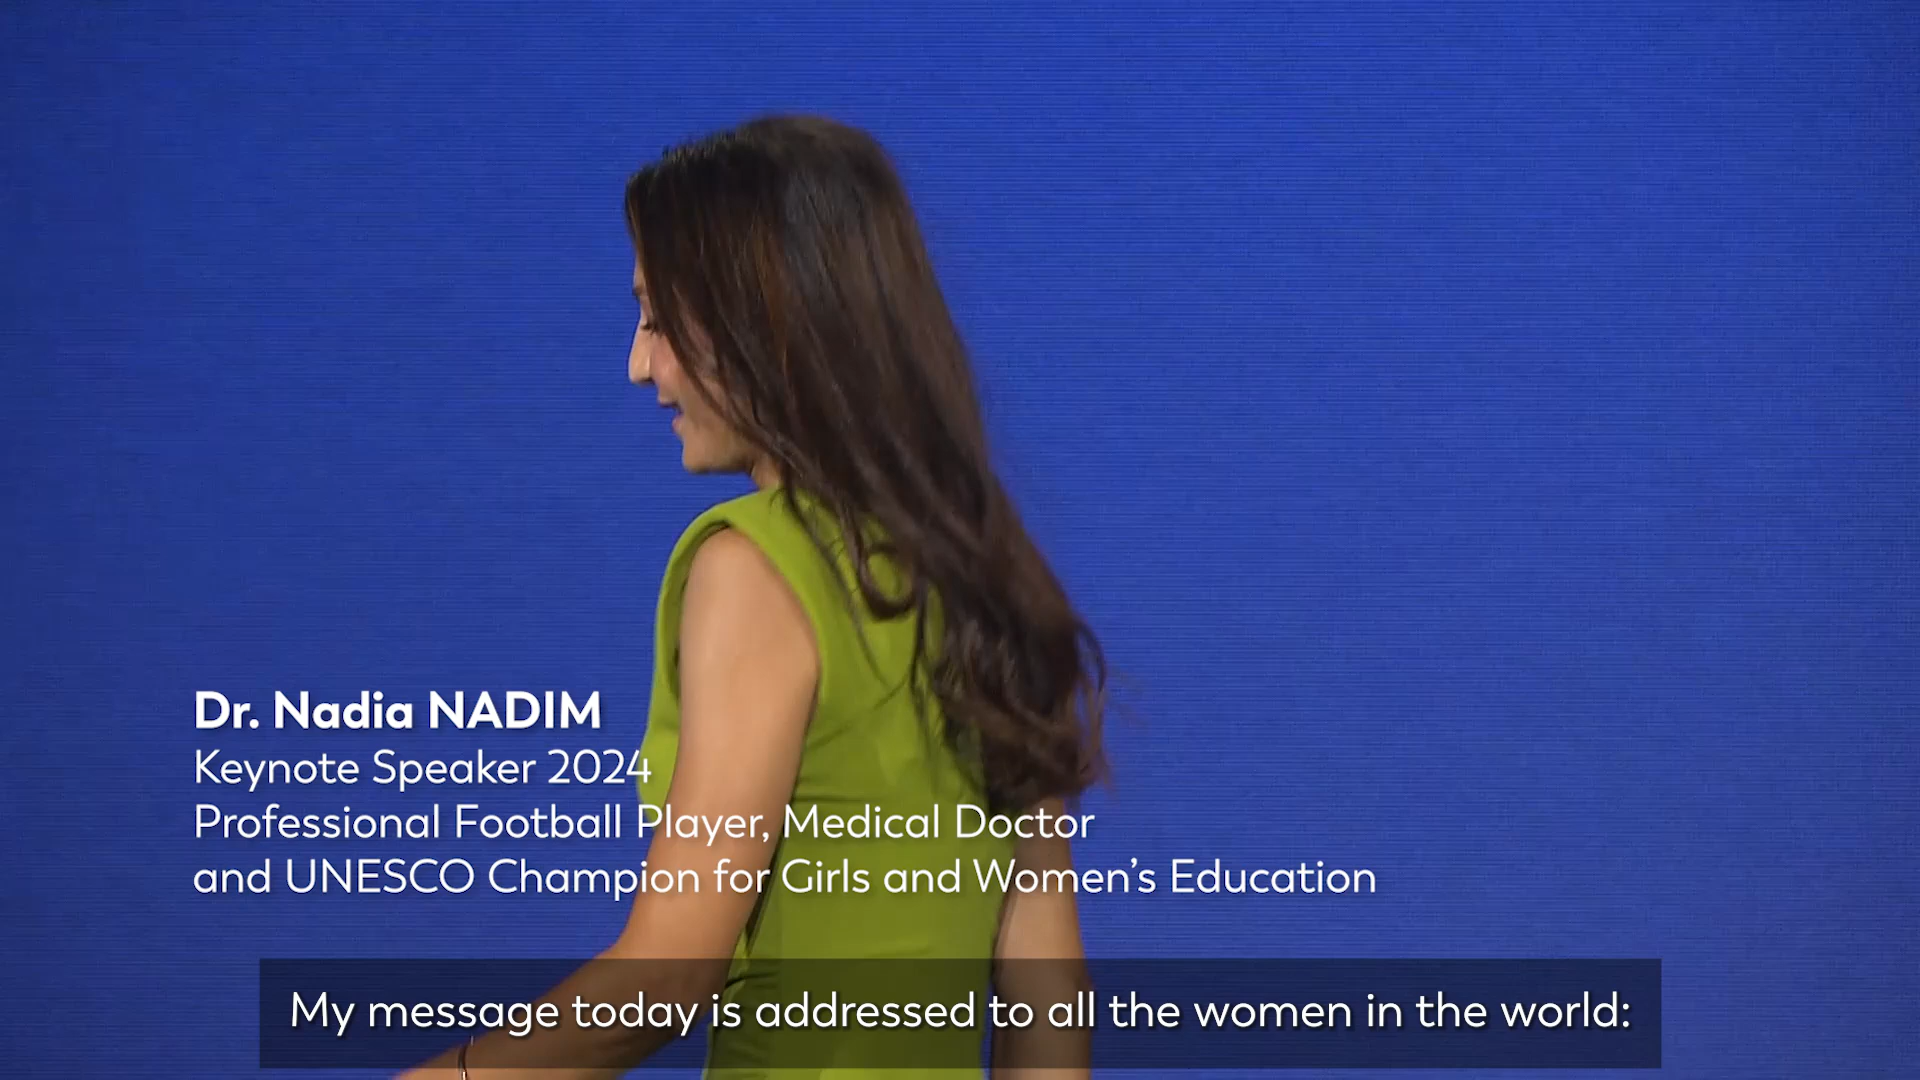 Dr. Nadia NADIM
Keynote Speaker 2024
Professional Football Player, Medical Doctor
and UNESCO Champion for Girls and Women’s Education
My message today is addressed to all the women in the world: